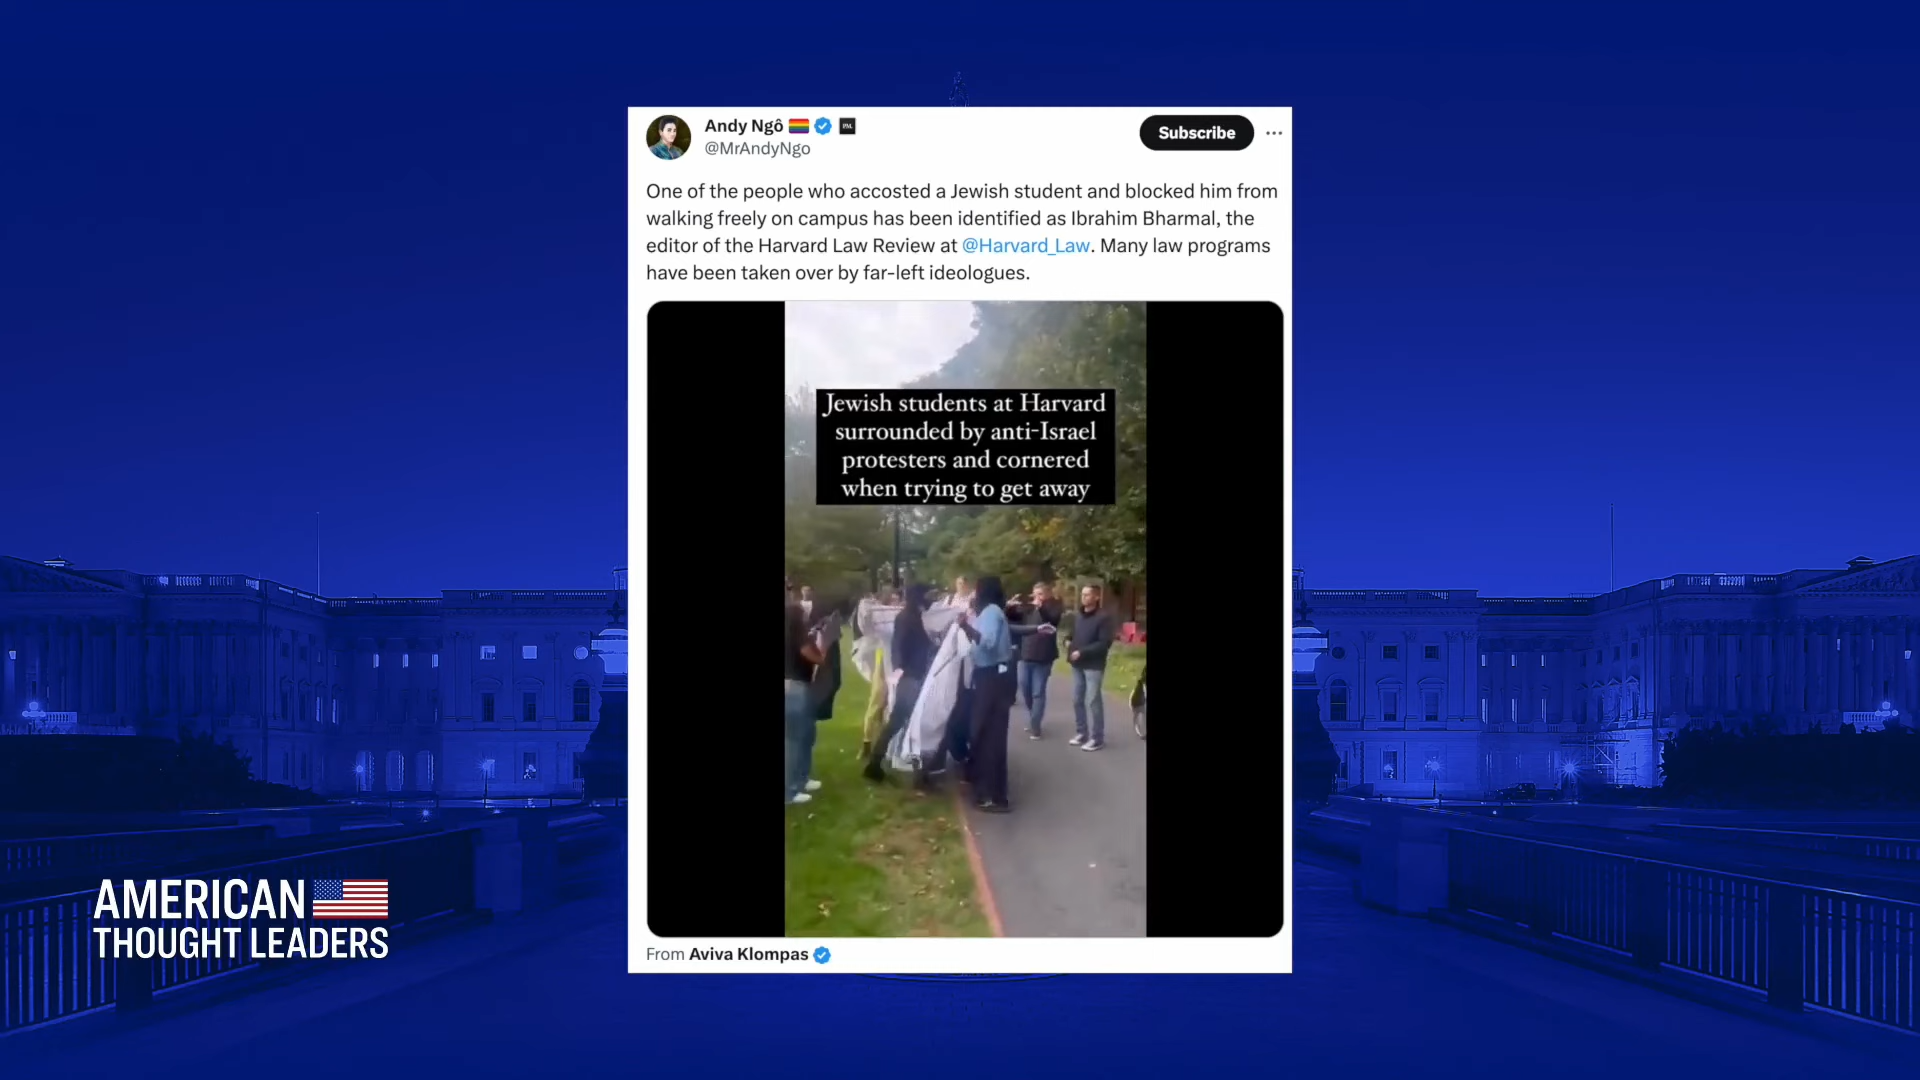 Andy Ngô
@MrAndyNgo
Subscribe
One of the people who accosted a Jewish student and blocked him from
walking freely on campus has been identified as Ibrahim Bharmal, the
editor of the Harvard Law Review at @Harvard_Law. Many law programs
have been taken over by far-left ideologues.
Jewish students at Harvard
surrounded by anti-Israel
protesters and cornered
when trying to get away
From Aviva Klompas
AMERICAN
THOUGHT LEADERS